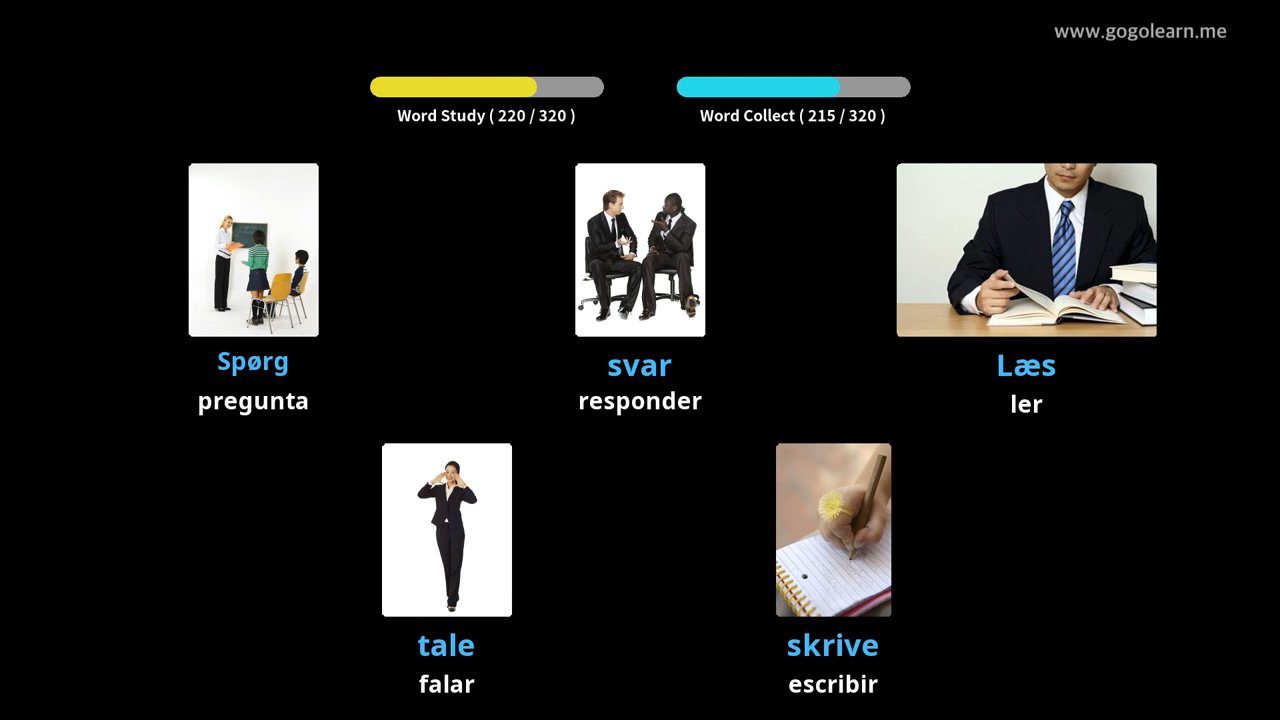 www.gogolearn.me
Word Study ( 220 / 320 )
Word Collect ( 215 / 320 )
Spørg
pregunta
svar
responder
Læs
ler
tale
falar
skrive
escribir